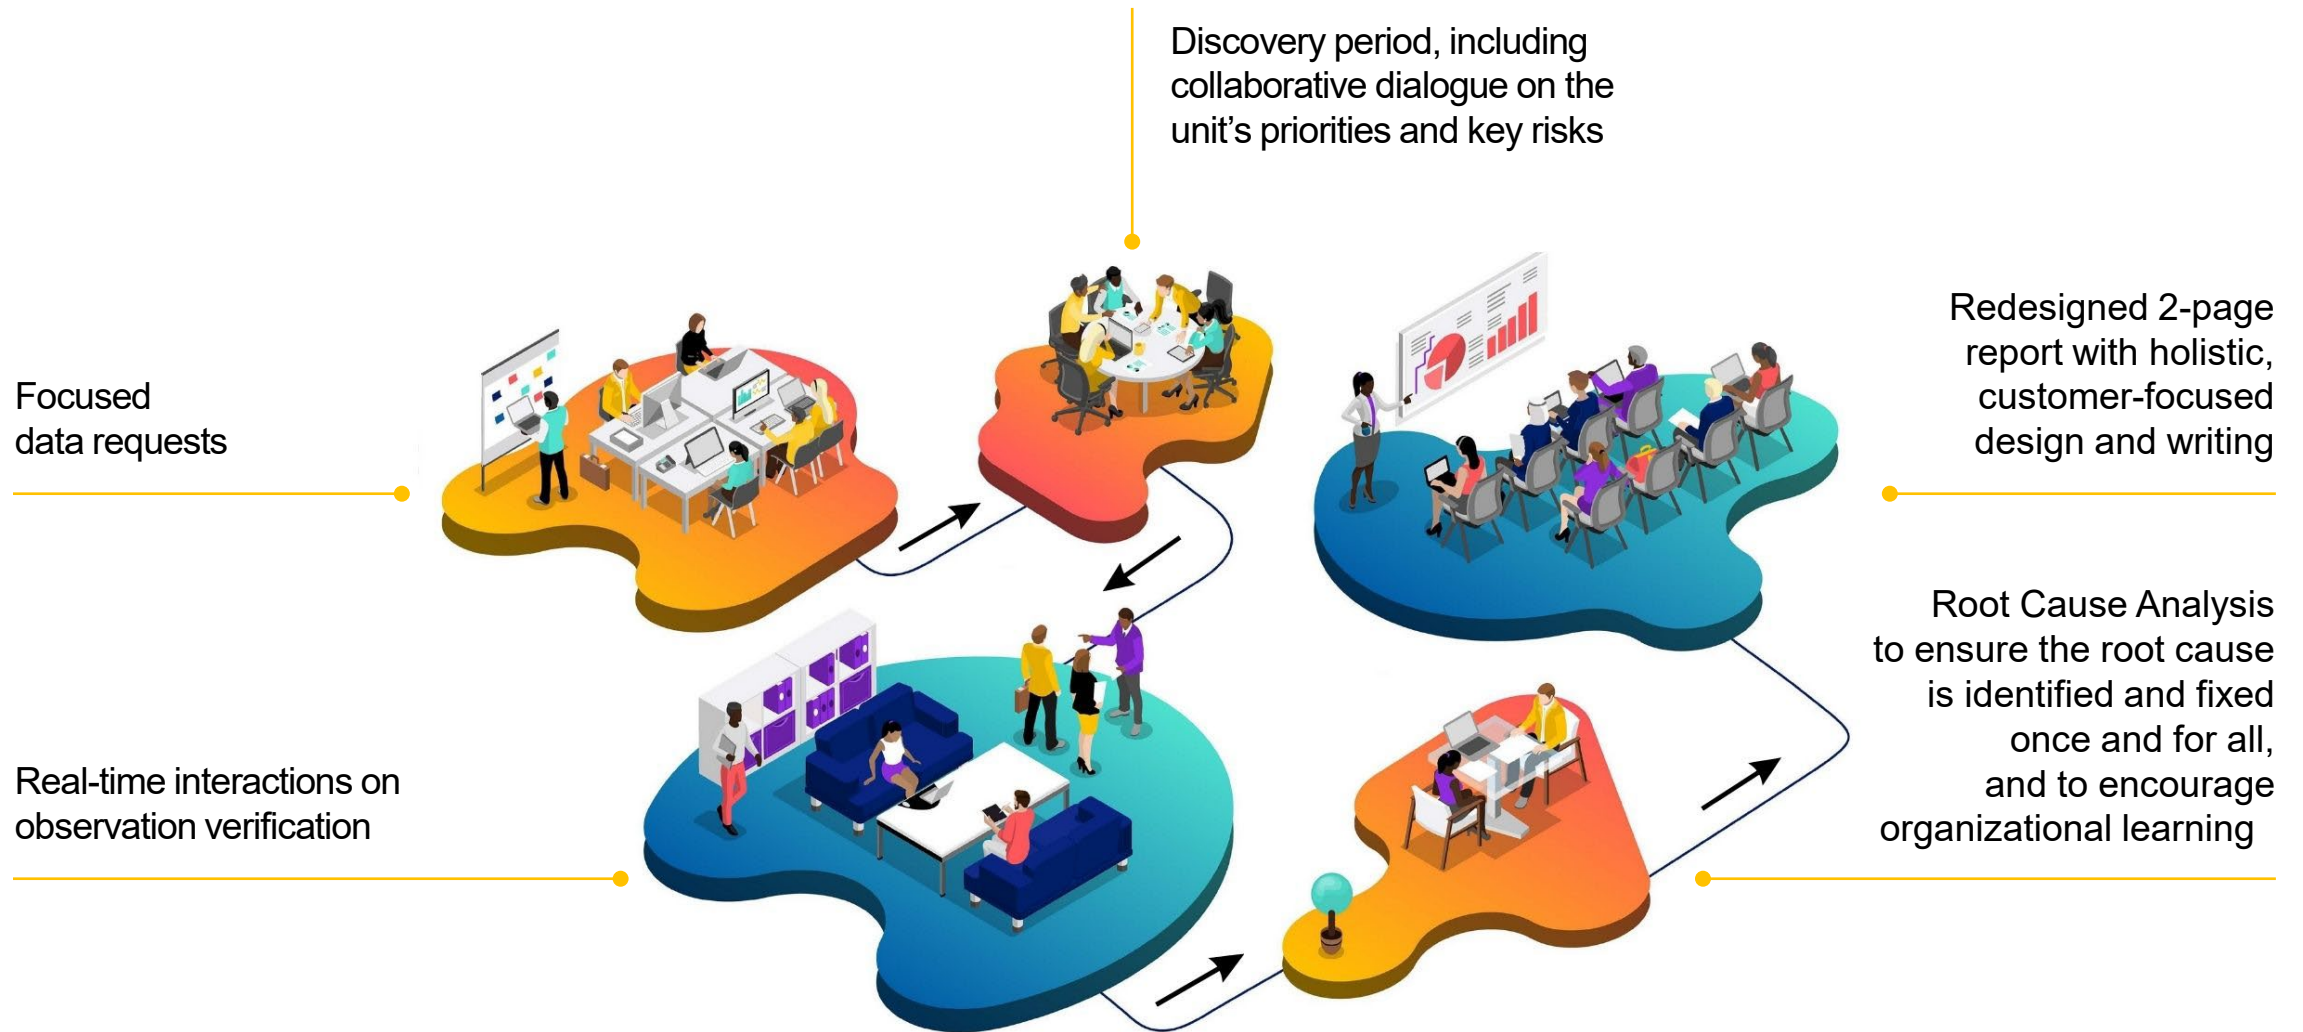 Discovery period, including
collaborative dialogue on the
unit’s priorities and key risks
Focused
data requests
Redesigned 2-page
report with holistic,
customer-focused
design and writing
Real-time interactions on
observation verification
Root Cause Analysis
to ensure the root cause
is identified and fixed
once and for all,
and to encourage
organizational learning